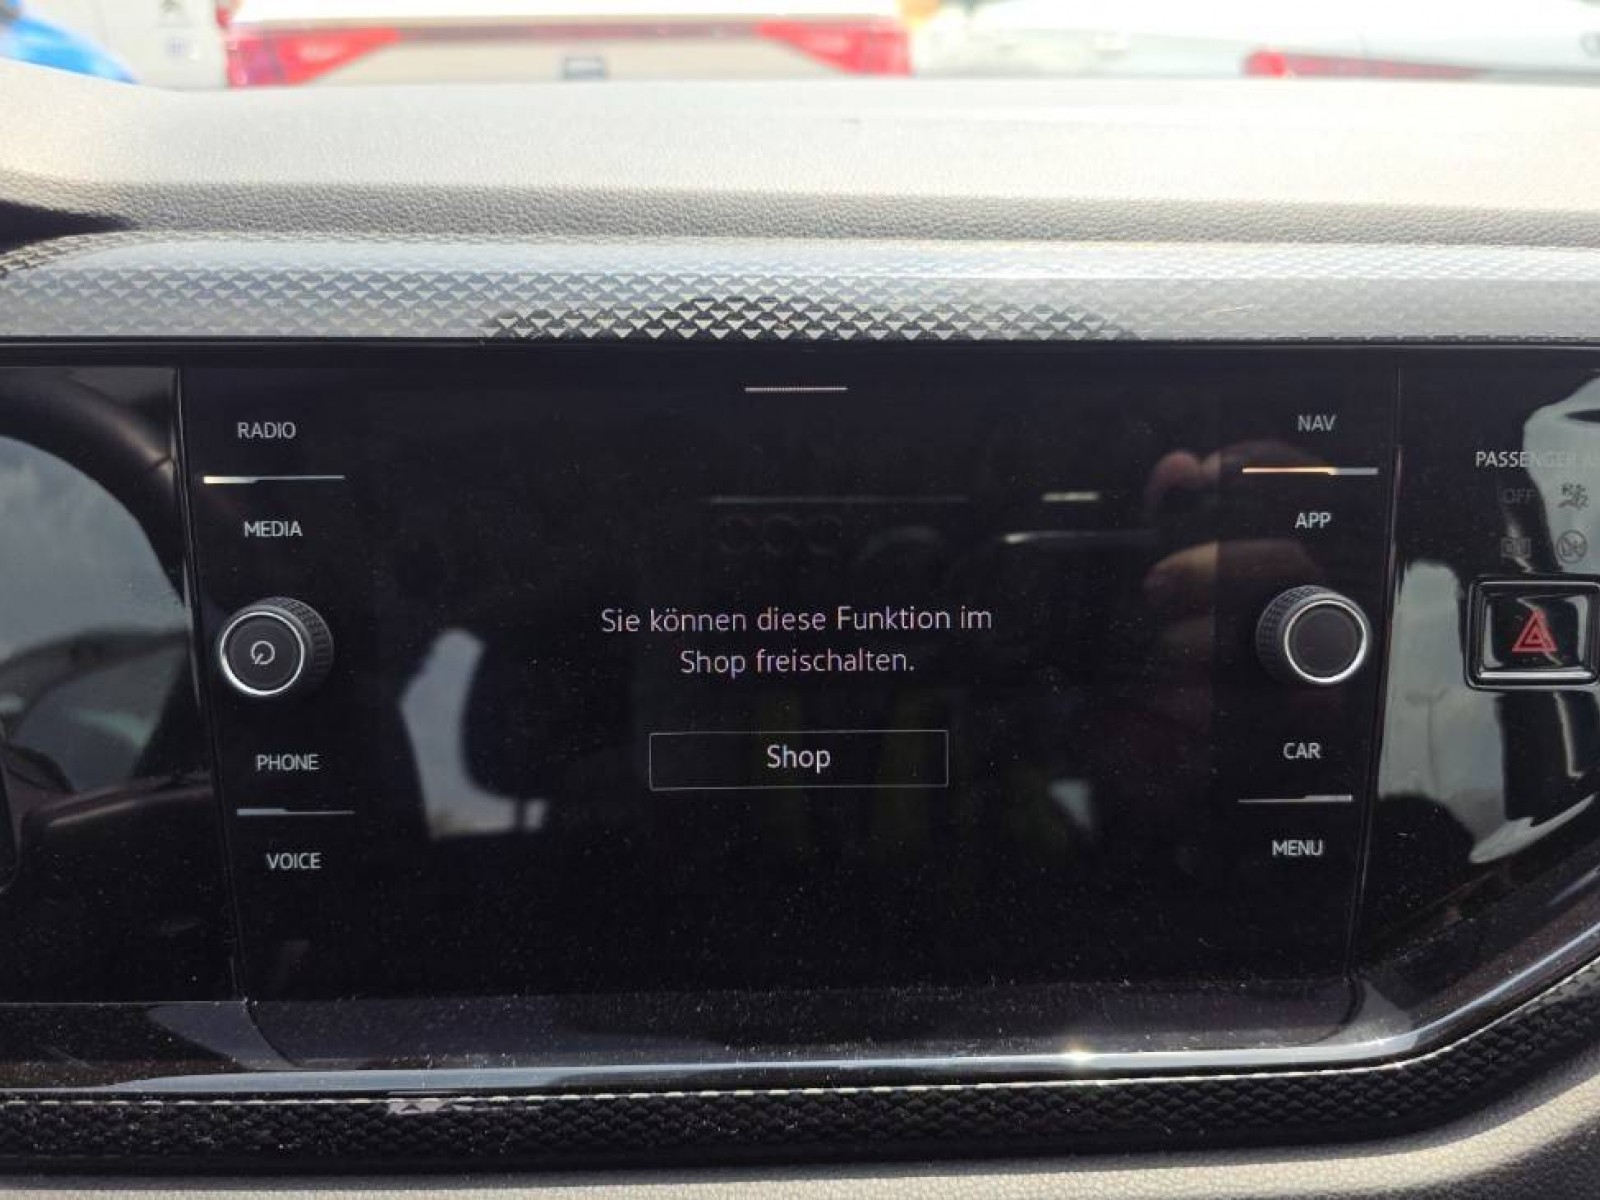 RADIO
NAV
PASSENGER
OFF
MEDIA
APP
Sie können diese Funktion im
Shop freischalten.
PHONE
Shop
CAR
VOICE
MENU